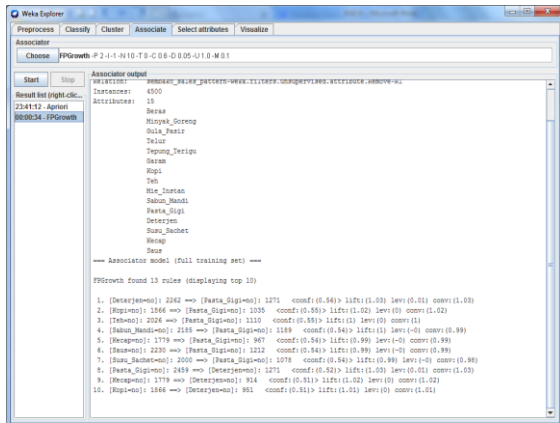 Weka Explorer
Preprocess Classify Cluster Associate Select attributes Visualize
Associator
Choose FPGrowth -P 2 -I -1 -N 10 -T 0 -C 0.6 -D 0.05 -U 1.0 -M 0.1
Start Stop
Associator output
Result list (right-clic...
23:41:12 - Apriori
00:00:34 - FPGrowth
Relation: sembako_sales_pattern-weka.filters.unsupervised.attribute.Remove-R1
Instances: 4500
Attributes: 15
Beras
Minyak_Goreng
Gula_Pasir
Telur
Tepung_Terigu
Garam
Kopi
Teh
Mie_Instan
Sabun_Mandi
Pasta_Gigi
Deterjen
Susu_Sachet
Kecap
Saus
=== Associator model (full training set) ===
FPGrowth found 13 rules (displaying top 10)
1. [Deterjen=no]: 2262 ==> [Pasta_Gigi=no]: 1271 <conf:(0.56)> lift:(1.03) lev:(0.01) conv:(1.03)
2. [Kopi=no]: 1866 ==> [Pasta_Gigi=no]: 1035 <conf:(0.55)> lift:(1.02) lev:(0) conv:(1.02)
3. [Teh=no]: 2026 ==> [Pasta_Gigi=no]: 1110 <conf:(0.55)> lift:(1) lev:(0) conv:(1)
4. [Sabun_Mandi=no]: 2185 ==> [Pasta_Gigi=no]: 1189 <conf:(0.54)> lift:(1) lev:(-0) conv:(0.99)
5. [Kecap=no]: 1779 ==> [Pasta_Gigi=no]: 967 <conf:(0.54)> lift:(0.99) lev:(-0) conv:(0.99)
6. [Saus=no]: 2230 ==> [Pasta_Gigi=no]: 1212 <conf:(0.54)> lift:(0.99) lev:(-0) conv:(0.99)
7. [Susu_Sachet=no]: 2000 ==> [Pasta_Gigi=no]: 1078 <conf:(0.54)> lift:(0.99) lev:(-0) conv:(0.98)
8. [Pasta_Gigi=no]: 2459 ==> [Deterjen=no]: 1271 <conf:(0.52)> lift:(1.03) lev:(0.01) conv:(1.03)
9. [Kecap=no]: 1779 ==> [Deterjen=no]: 914 <conf:(0.51)> lift:(1.02) lev:(0) conv:(1.02)
10. [Kopi=no]: 1866 ==> [Deterjen=no]: 951 <conf:(0.51)> lift:(1.01) lev:(0) conv:(1.01)